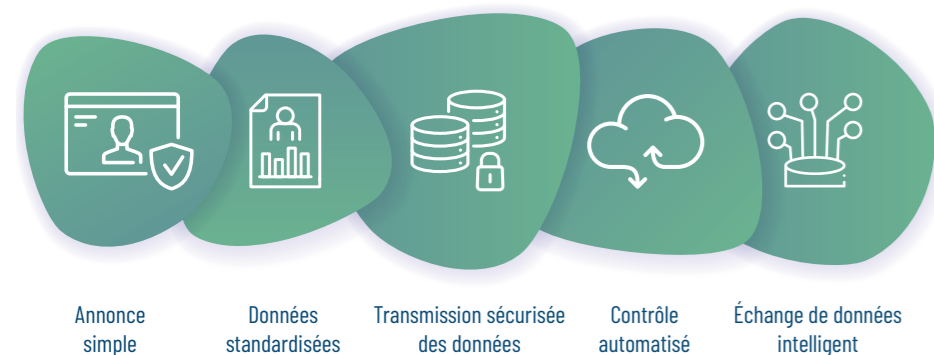 Annonce
simple
Données
standardisées
Transmission sécurisée
des données
Contrôle
automatisé
Échange de données
intelligent